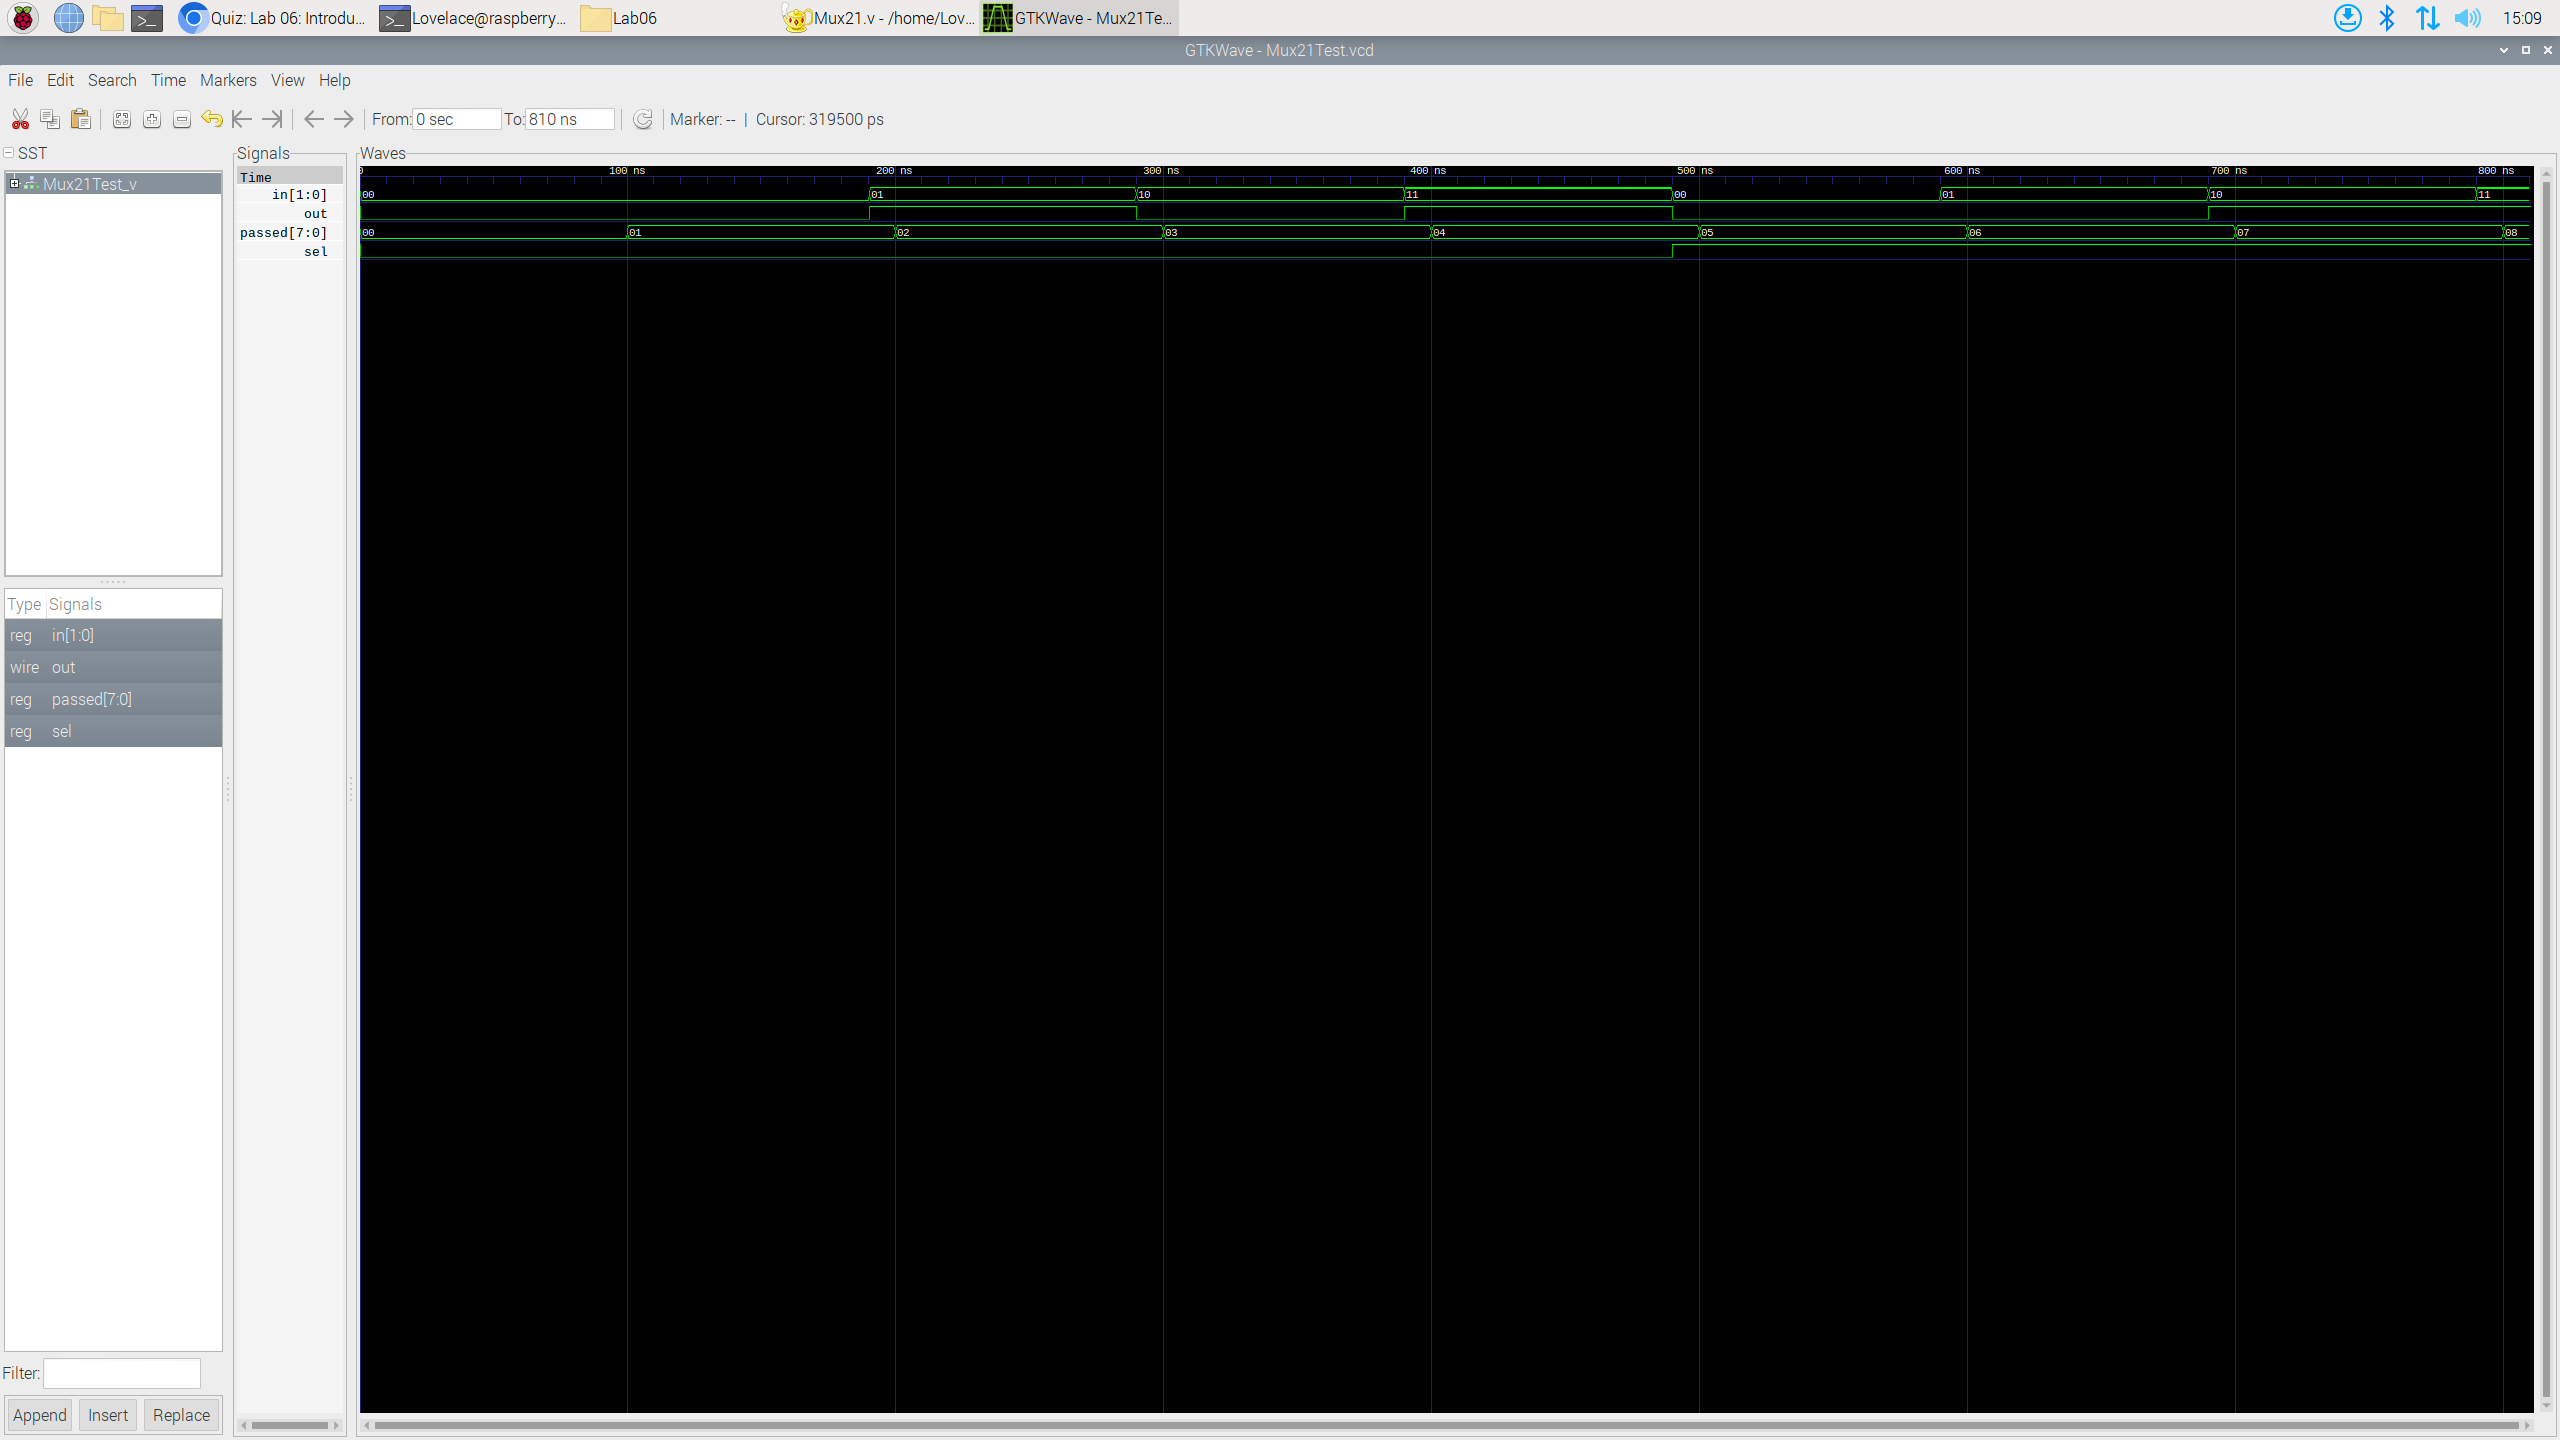 Quiz: Lab 06: Introdu... Lovelace@raspberry... Lab06 Mux21.v - /home/Lov... GTKWave - Mux21Te... 15:09
GTKWave - Mux21Test.vcd
File Edit Search Time Markers View Help
From: 0 sec To: 810 ns Marker: -- | Cursor: 319500 ps
SST
Mux21Test_v
Type Signals
reg in[1:0]
wire out
reg passed[7:0]
reg sel
Filter:
Append Insert Replace
Signals
Time
in[1:0]
out
passed[7:0]
sel
Waves
0 100 ns 200 ns 300 ns 400 ns 500 ns 600 ns 700 ns 800 ns
00 01 10 11 00 01 10 11
00 01 02 03 04 05 06 07 08